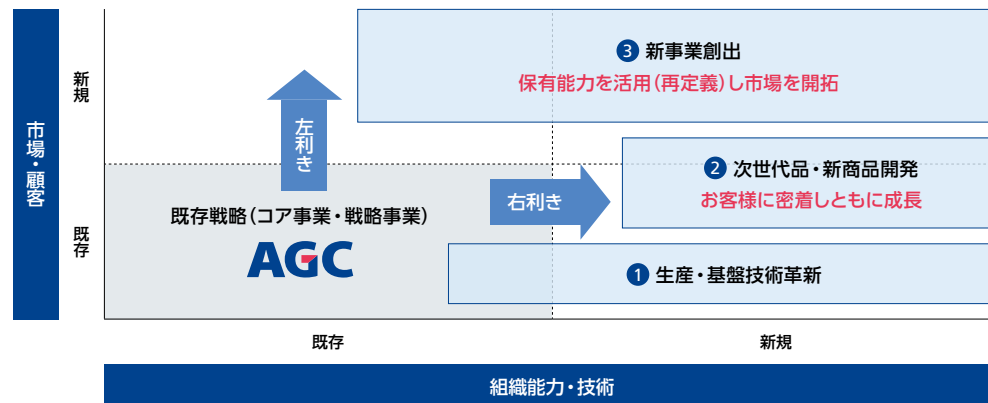 市場・顧客
新規
既存
❸ 新事業創出
保有能力を活用(再定義)し市場を開拓
左利き
❷ 次世代品・新商品開発
お客様に密着しともに成長
右利き
既存戦略(コア事業・戦略事業)
AGC
❶ 生産・基盤技術革新
既存
新規
組織能力・技術